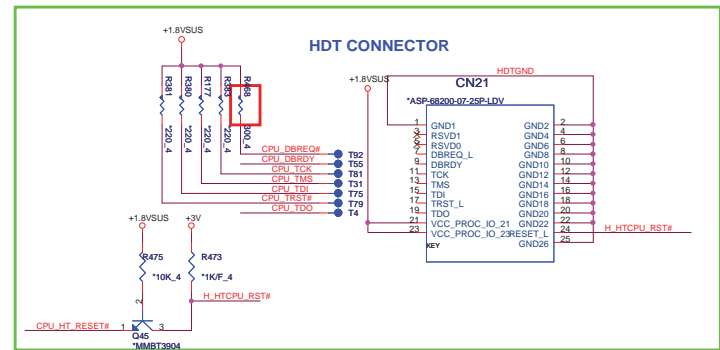 HDT CONNECTOR
+1.8VSUS
R381
R380
R177
R383
R468
*220_4
*220_4
*220_4
*220_4
300_4
CPU_DBREQ#
CPU_DBRDY
CPU_TCK
CPU_TMS
CPU_TDI
CPU_TRST#
CPU_TDO
T92
T55
T81
T31
T75
T79
T4
+1.8VSUS
HDTGND
CN21
*ASP-68200-07-25P-LDV
1 GND1 GND2 2
3 RSVD1 GND4 4
5 RSVD0 GND6 6
7 DBREQ_L GND8 8
9 DBRDY GND10 10
11 TCK GND12 12
13 TMS GND14 14
15 TDI GND16 16
17 TRST_L GND18 18
19 TDO GND20 20
21 VCC_PROC_IO_21 GND22 22
23 VCC_PROC_IO_23 RESET_L 24 H_HTCPU_RST#
KEY GND26 25
+1.8VSUS
+3V
R475
*10K_4
R473
*1K/F_4
H_HTCPU_RST#
CPU_HT_RESET# 1 2 3
Q45
*MMBT3904